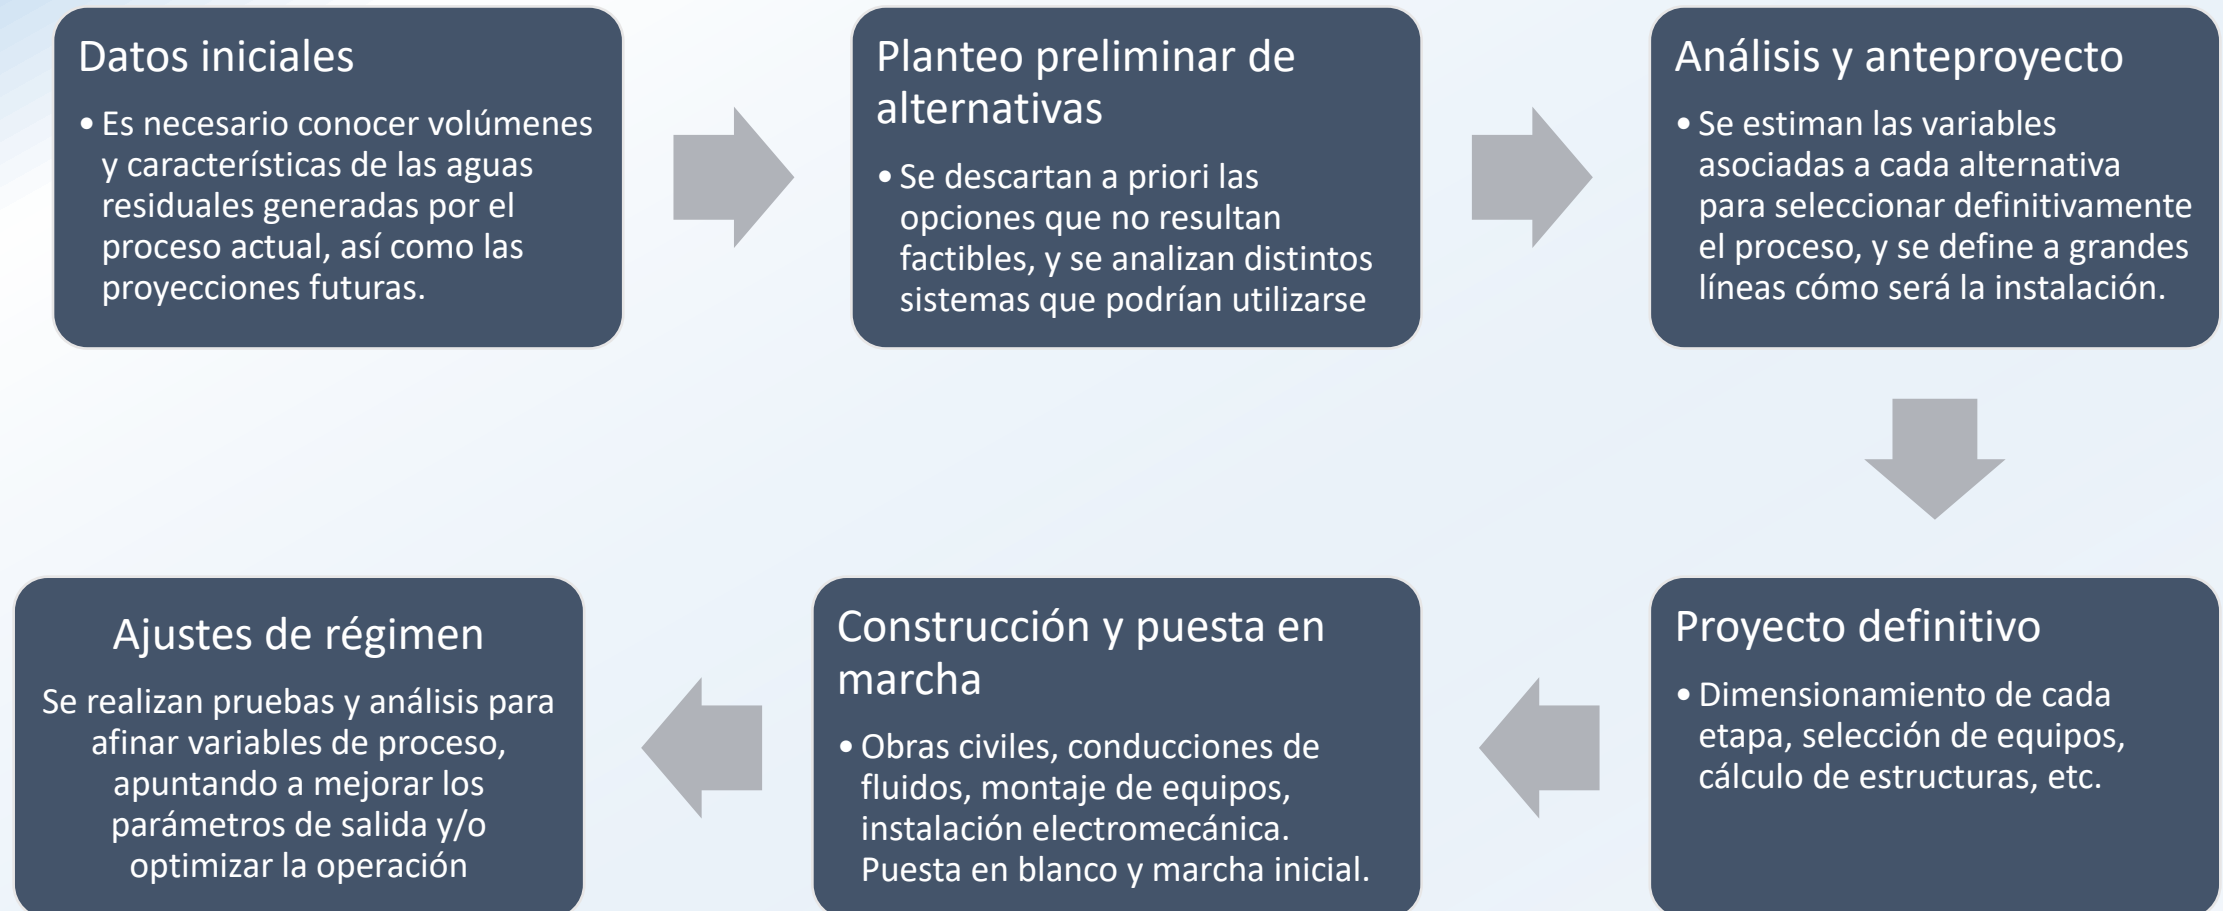 Datos iniciales
• Es necesario conocer volúmenes
y características de las aguas
residuales generadas por el
proceso actual, así como las
proyecciones futuras.
Planteo preliminar de
alternativas
• Se descartan a priori las
opciones que no resultan
factibles, y se analizan distintos
sistemas que podrían utilizarse
Análisis y anteproyecto
• Se estiman las variables
asociadas a cada alternativa
para seleccionar definitivamente
el proceso, y se define a grandes
líneas cómo será la instalación.
Proyecto definitivo
• Dimensionamiento de cada
etapa, selección de equipos,
cálculo de estructuras, etc.
Construcción y puesta en
marcha
• Obras civiles, conducciones de
fluidos, montaje de equipos,
instalación electromecánica.
Puesta en blanco y marcha inicial.
Ajustes de régimen
Se realizan pruebas y análisis para
afinar variables de proceso,
apuntando a mejorar los
parámetros de salida y/o
optimizar la operación